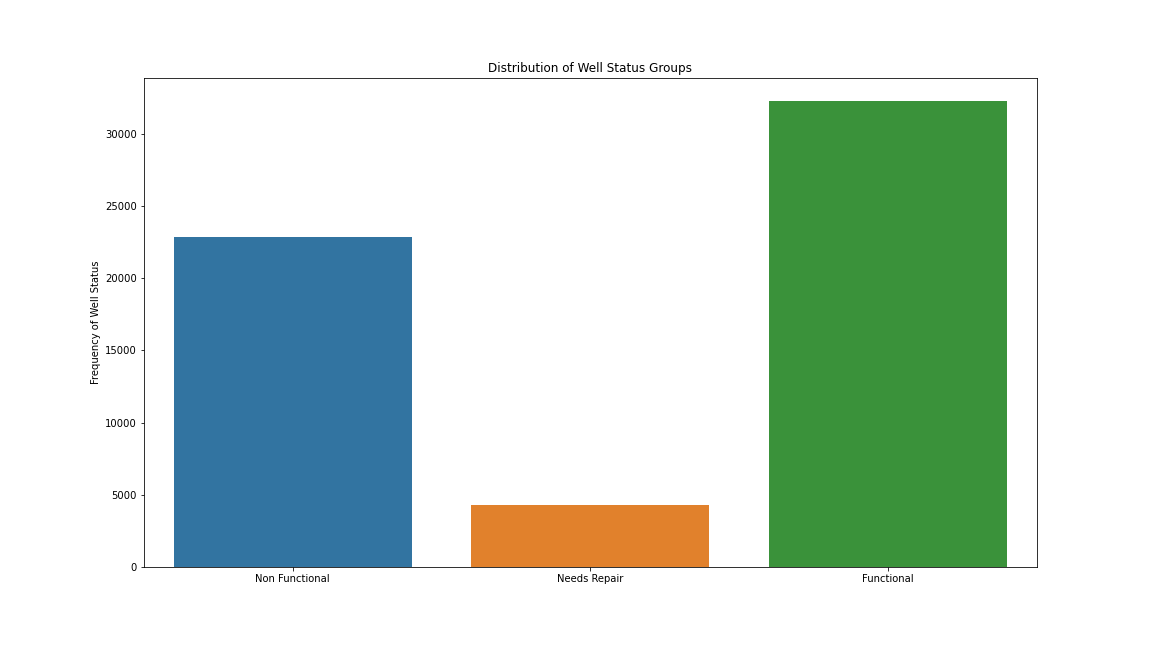 Distribution of Well Status Groups
Frequency of Well Status
30000
25000
20000
15000
10000
5000
0
Non Functional
Needs Repair
Functional